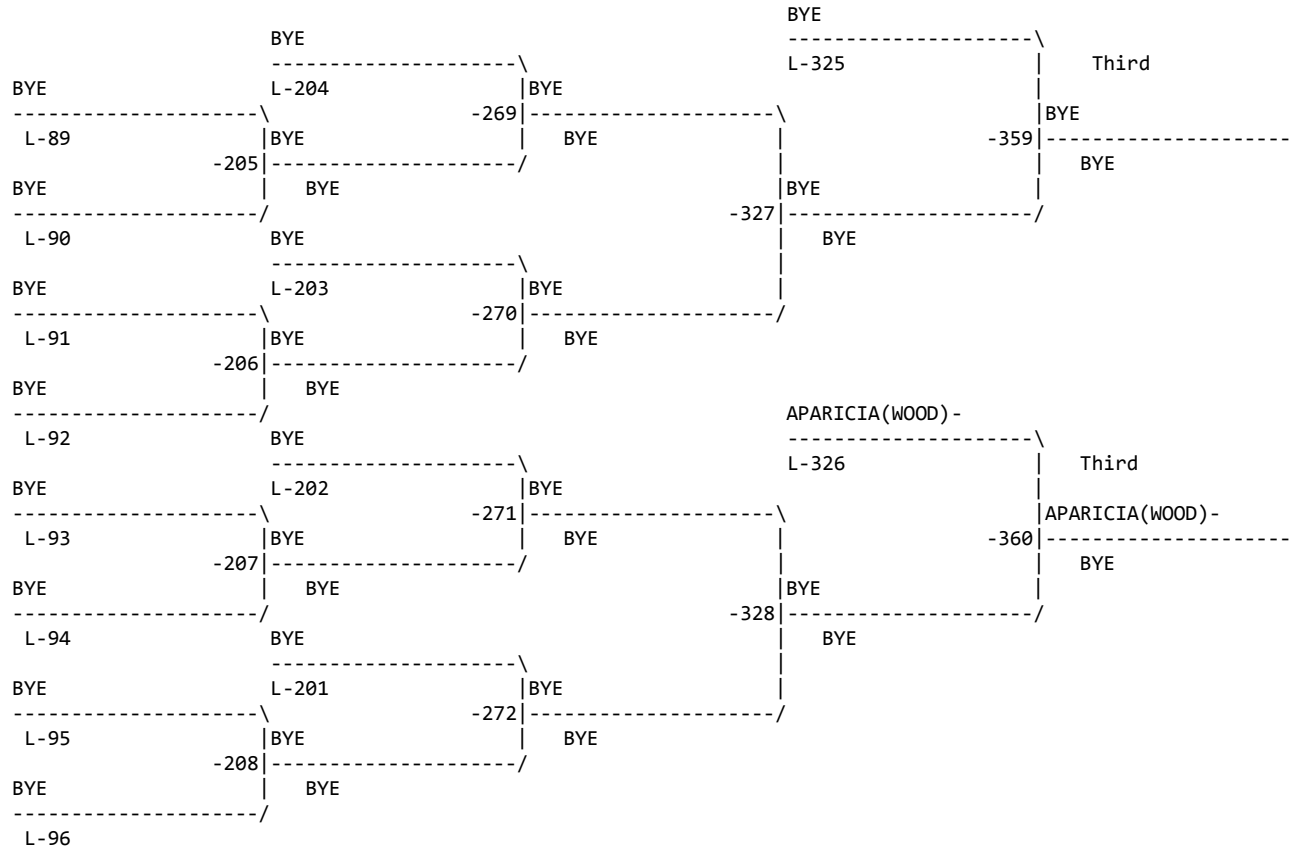 BYE
BYE
---------------------\
---------------------\
L-325 | Third
BYE L-204 |BYE
---------------------\ -269|---------------------\ |BYE
L-89 |BYE | BYE | -359|---------------------
-205|---------------------/ | BYE
BYE | BYE |BYE |
---------------------/ -327|---------------------/
L-90 BYE | BYE
---------------------\ |
BYE L-203 |BYE |
---------------------\ -270|---------------------/
L-91 |BYE | BYE
-206|---------------------/
BYE | BYE
---------------------/ APARICIA(WOOD)-
L-92 BYE ---------------------\
---------------------\ L-326 | Third
BYE L-202 |BYE |
---------------------\ -271|---------------------\ |APARICIA(WOOD)-
L-93 |BYE | BYE | -360|---------------------
-207|---------------------/ | BYE
BYE | BYE |BYE |
---------------------/ -328|---------------------/
L-94 BYE | BYE
---------------------\ |
BYE L-201 |BYE |
---------------------\ -272|---------------------/
L-95 |BYE | BYE
-208|---------------------/
BYE | BYE
---------------------/
L-96